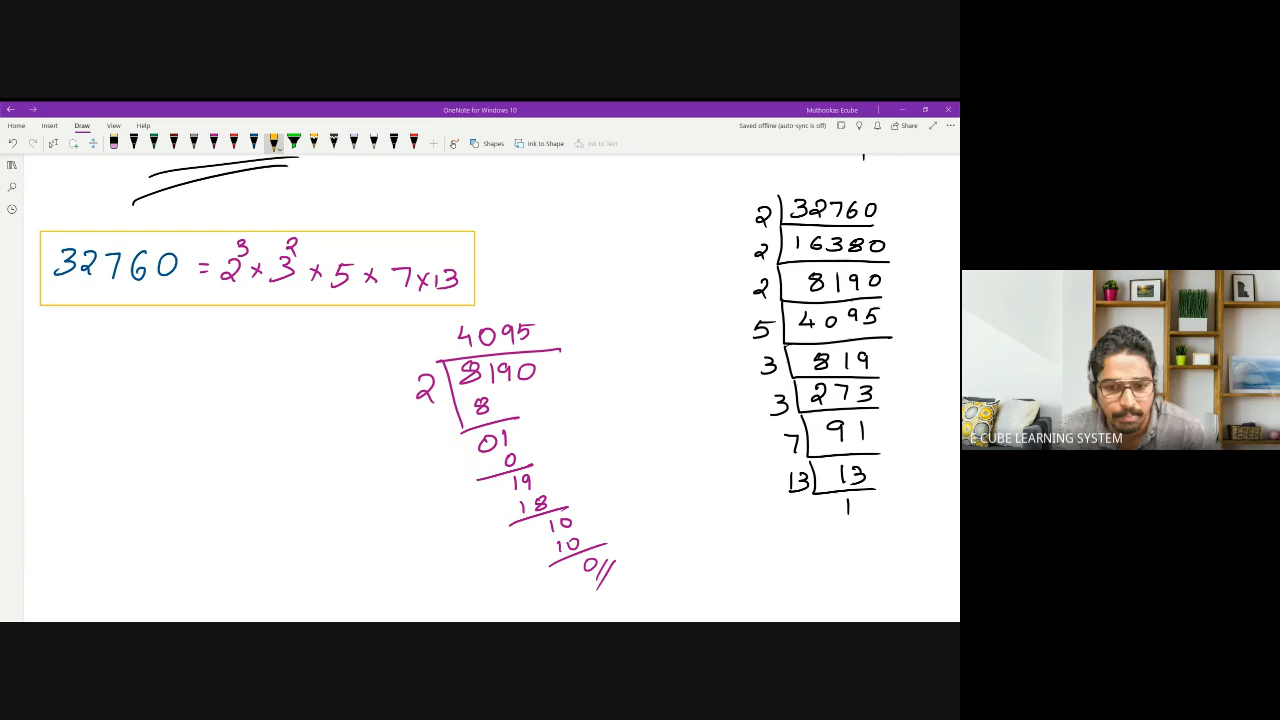 OneNote for Windows 10
Muthookas Ecube
Home Insert Draw View Help
Saved offline (auto-sync is off)
Share
Shapes
Ink to Shape
Ink to Text
32760 = 2³ × 3² × 5 × 7 × 13
4095
2 8190
8
01
0
19
18
10
10
0//
2 32760
2 16380
2 8190
5 4095
3 819
3 273
7 91
13 13
1
E CUBE LEARNING SYSTEM